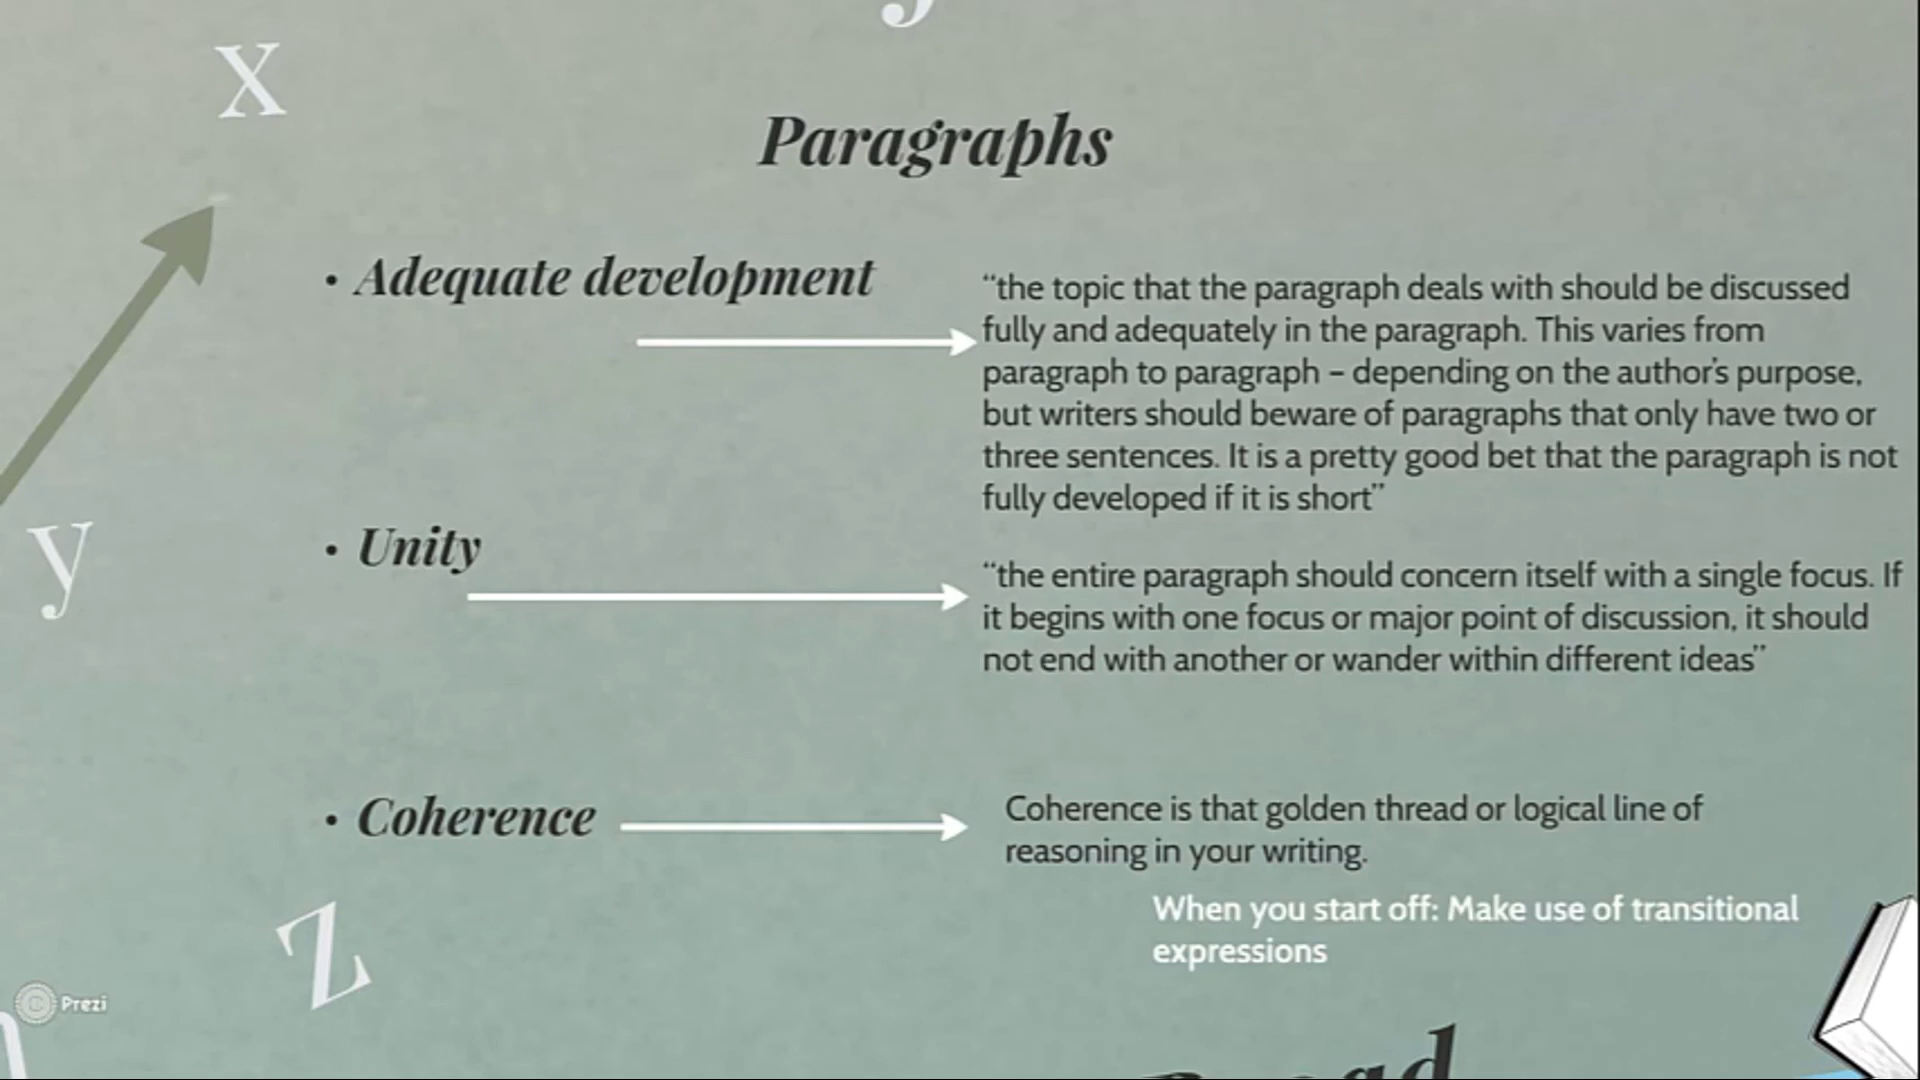 x
Paragraphs
• Adequate development
“the topic that the paragraph deals with should be discussed
fully and adequately in the paragraph. This varies from
paragraph to paragraph – depending on the author's purpose,
but writers should beware of paragraphs that only have two or
three sentences. It is a pretty good bet that the paragraph is not
fully developed if it is short”
• Unity
y
“the entire paragraph should concern itself with a single focus. If
it begins with one focus or major point of discussion, it should
not end with another or wander within different ideas”
• Coherence
Coherence is that golden thread or logical line of
reasoning in your writing.
When you start off: Make use of transitional
expressions
z
Prezi